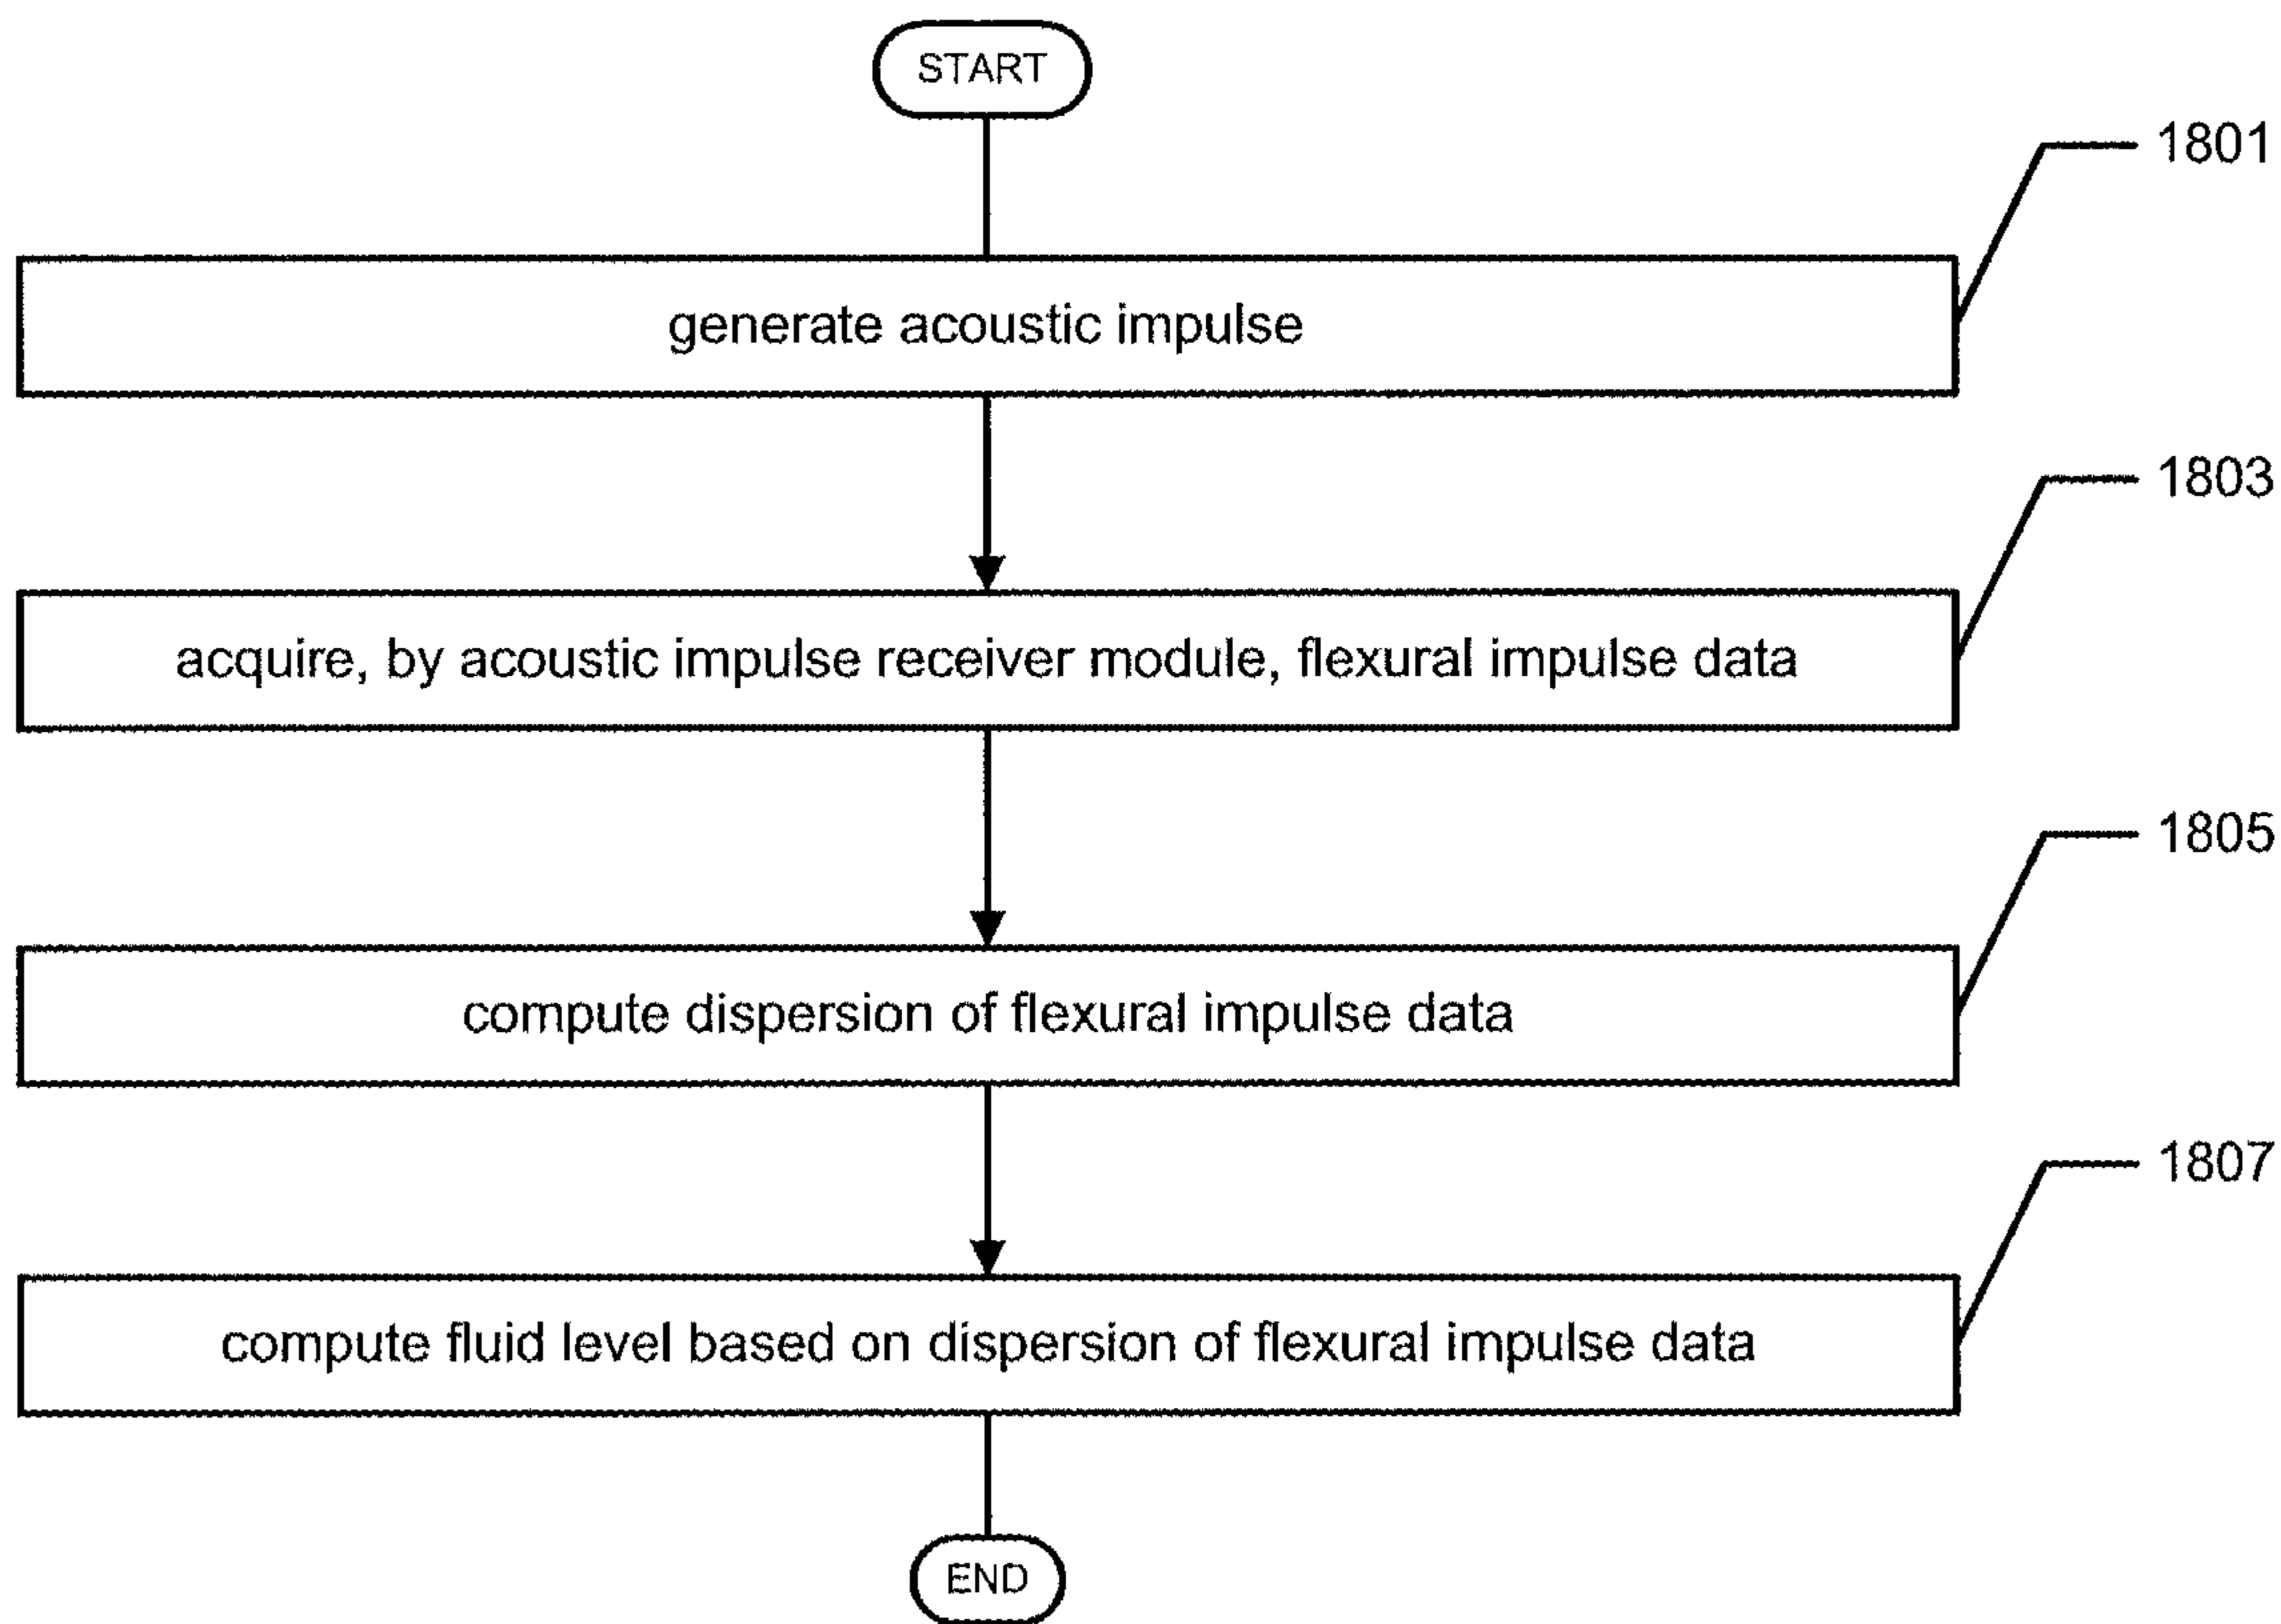 START
1801
generate acoustic impulse
1803
acquire, by acoustic impulse receiver module, flexural impulse data
1805
compute dispersion of flexural impulse data
1807
compute fluid level based on dispersion of flexural impulse data
END